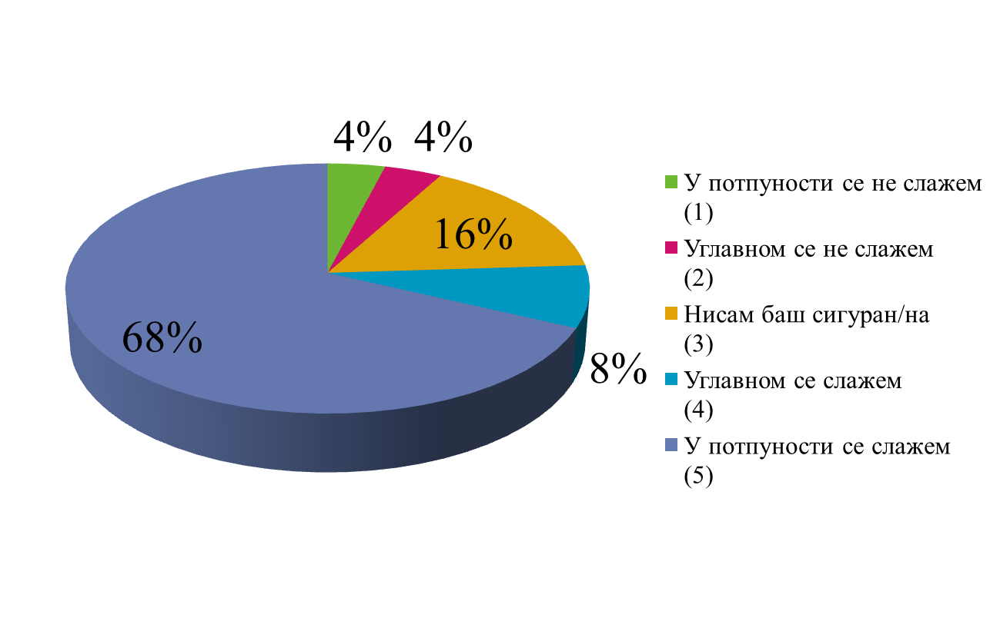 4% 4%
16%
68%
8%
У потпуности се не слажем
(1)
Углавном се не слажем
(2)
Нисам баш сигуран/на
(3)
Углавном се слажем
(4)
У потпуности се слажем
(5)